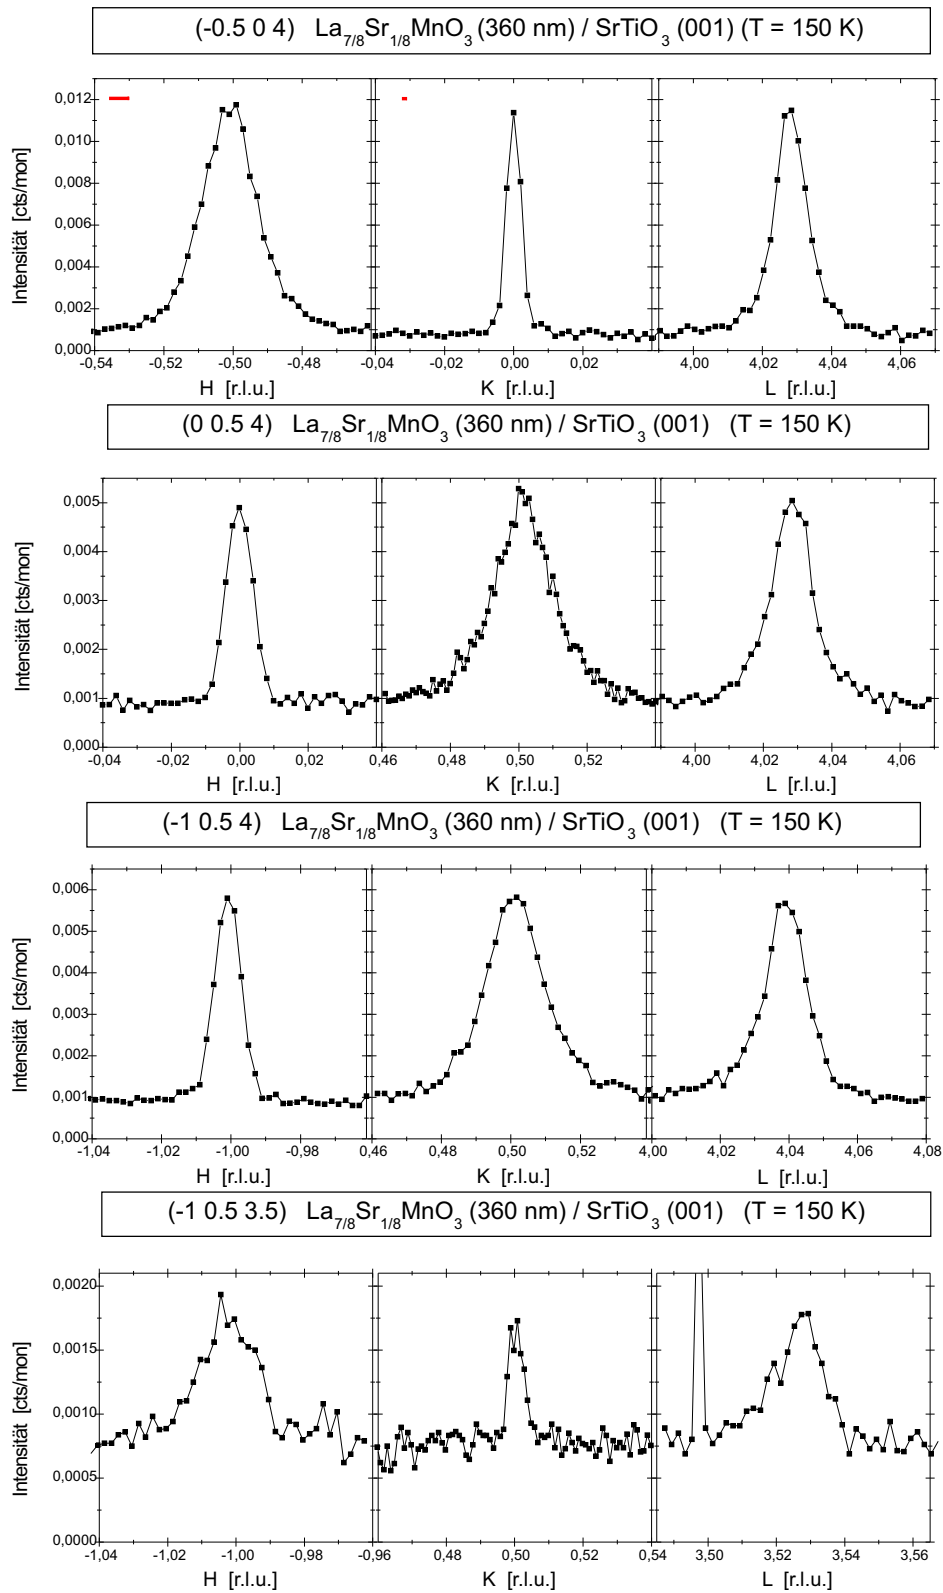 (-0.5 0 4) La7/8Sr1/8MnO3 (360 nm) / SrTiO3 (001) (T = 150 K)
0,012
0,010
0,008
0,006
0,004
0,002
0,000
Intensität [cts/mon]
-0,54 -0,52 -0,50 -0,48 -0,04 -0,02 0,00 0,02 4,00 4,02 4,04 4,06
H [r.l.u.] K [r.l.u.] L [r.l.u.]
(0 0.5 4) La7/8Sr1/8MnO3 (360 nm) / SrTiO3 (001) (T = 150 K)
0,005
0,004
0,003
0,002
0,001
0,000
Intensität [cts/mon]
-0,04 -0,02 0,00 0,02 0,46 0,48 0,50 0,52 4,00 4,02 4,04 4,06
H [r.l.u.] K [r.l.u.] L [r.l.u.]
(-1 0.5 4) La7/8Sr1/8MnO3 (360 nm) / SrTiO3 (001) (T = 150 K)
0,006
0,005
0,004
0,003
0,002
0,001
0,000
Intensität [cts/mon]
-1,04 -1,02 -1,00 -0,98 0,46 0,48 0,50 0,52 4,00 4,02 4,04 4,06 4,08
H [r.l.u.] K [r.l.u.] L [r.l.u.]
(-1 0.5 3.5) La7/8Sr1/8MnO3 (360 nm) / SrTiO3 (001) (T = 150 K)
0,0020
0,0015
0,0010
0,0005
0,0000
Intensität [cts/mon]
-1,04 -1,02 -1,00 -0,98 -0,96 0,48 0,50 0,52 0,54 3,50 3,52 3,54 3,56
H [r.l.u.] K [r.l.u.] L [r.l.u.]